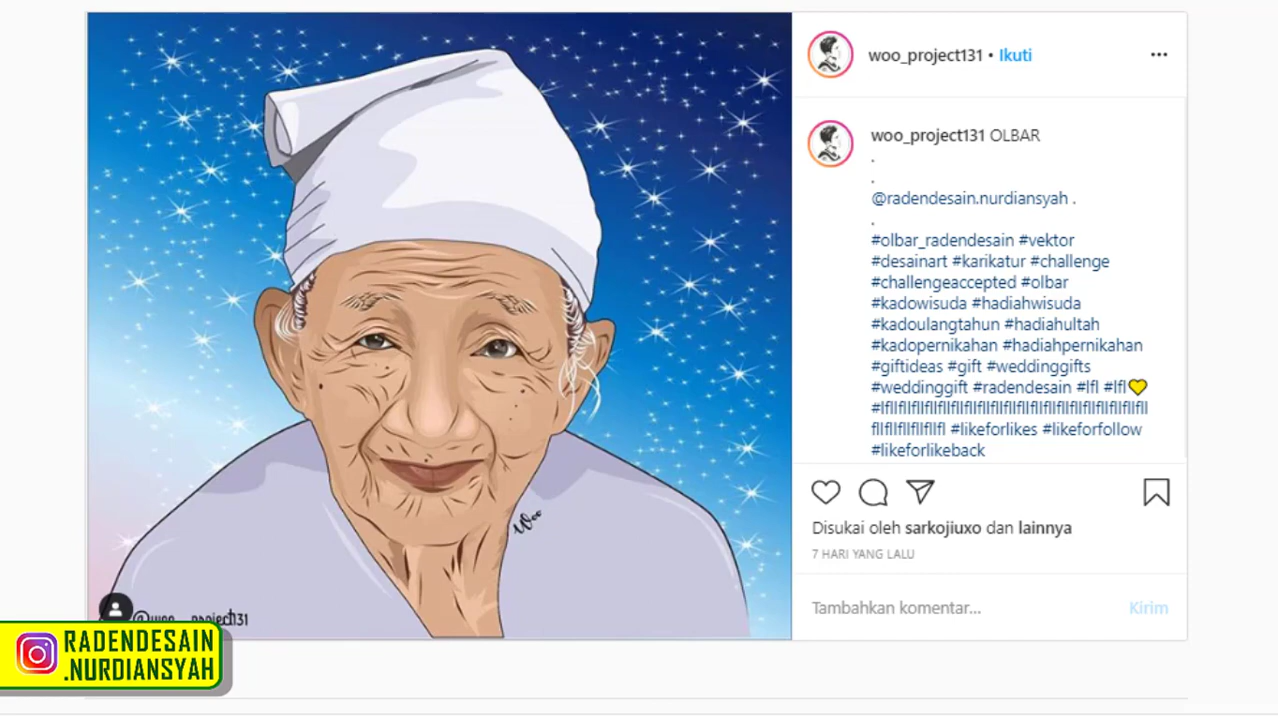 woo_project131 • Ikuti
woo_project131 OLBAR
.
.
@radendesain.nurdiansyah .
.
#olbar_radendesain #vektor
#desainart #karikatur #challenge
#challengeaccepted #olbar
#kadowisuda #hadiahwisuda
#kadoulangtahun #hadiahultah
#kadopernikahan #hadiahpernikahan
#giftideas #gift #weddinggifts
#weddinggift #radendesain #lfl #lfl💛
#likeforlikes #likeforfollow
#likeforlikeback
Disukai oleh sarkojiuxo dan lainnya
7 HARI YANG LALU
Tambahkan komentar... Kirim
Woo
@woo_project131
RADENDESAIN
.NURDIANSYAH